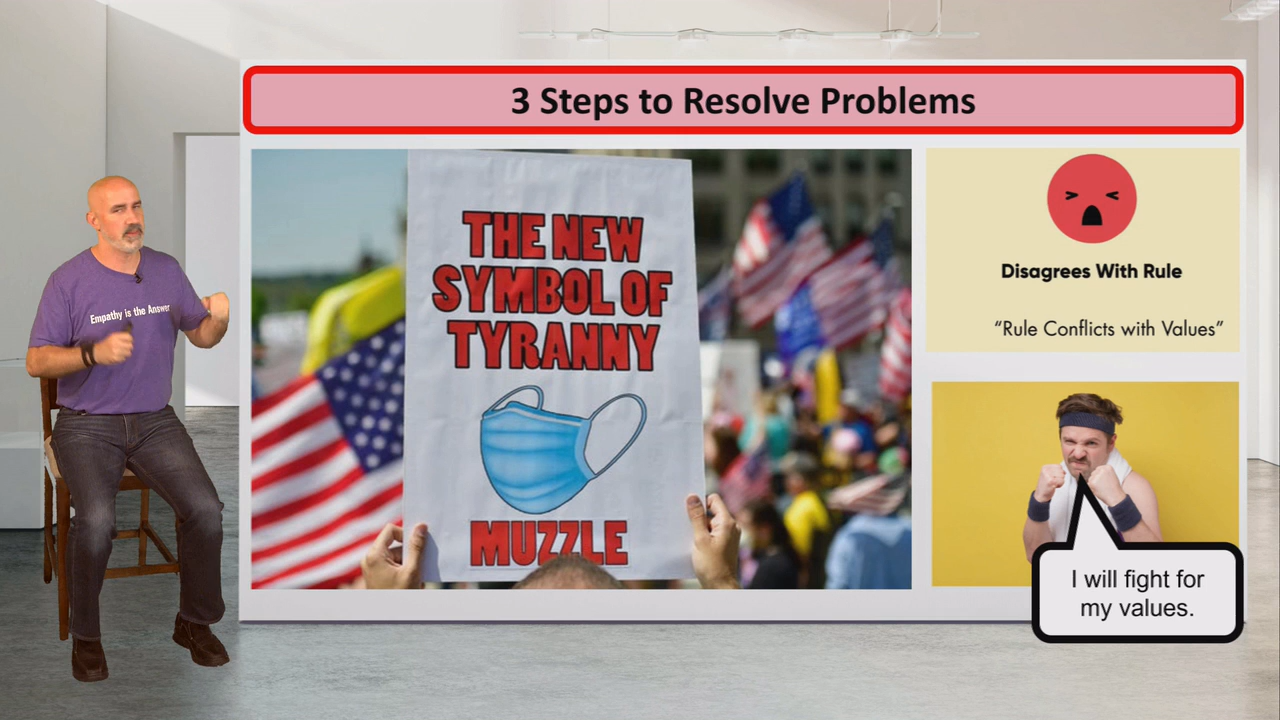 3 Steps to Resolve Problems
Empathy is the Answer
THE NEW
SYMBOL OF
TYRANNY
MUZZLE
Disagrees With Rule
“Rule Conflicts with Values”
I will fight for
my values.